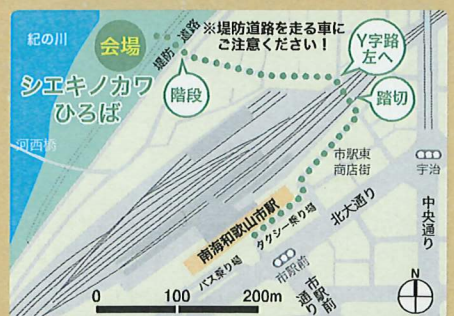 紀の川
会場
シエキノカワ
ひろば
堤防
道路
※堤防道路を走る車に
ご注意ください！
階段
Y字路
左へ
踏切
河西橋
市駅東
商店街
宇治
中央通り
北大通り
タクシー乗り場
南海和歌山市駅
バス乗り場
市駅前
市駅前
通り
N
0 100 200m